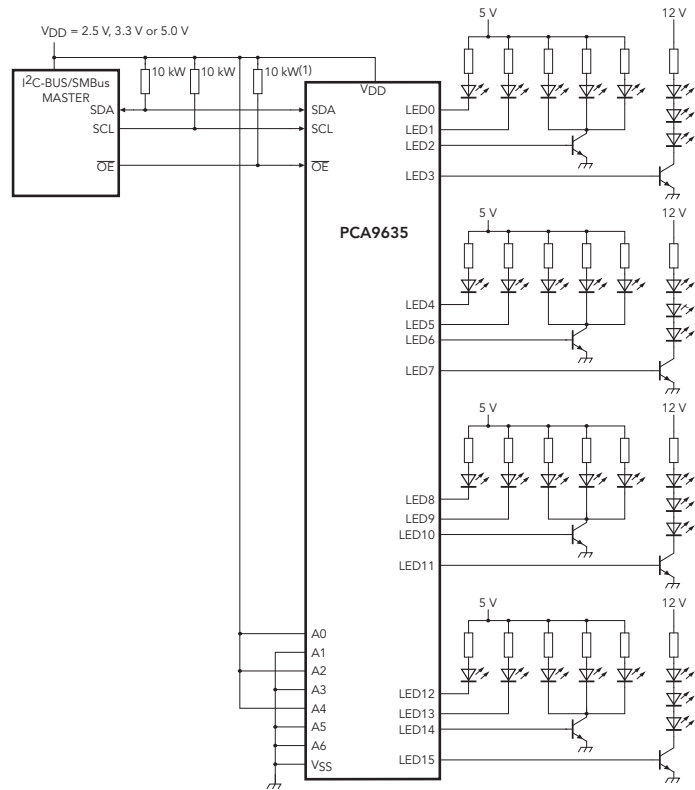 VDD = 2.5 V, 3.3 V or 5.0 V
5 V
12 V
10 kW
10 kW
10 kW(1)
I2C-BUS/SMBus
MASTER
VDD
SDA
SDA
LED0
SCL
SCL
LED1
LED2
OE
OE
LED3
5 V
12 V
PCA9635
LED4
LED5
LED6
LED7
5 V
12 V
LED8
LED9
LED10
LED11
5 V
12 V
A0
A1
A2
A3
A4
A5
A6
VSS
LED12
LED13
LED14
LED15